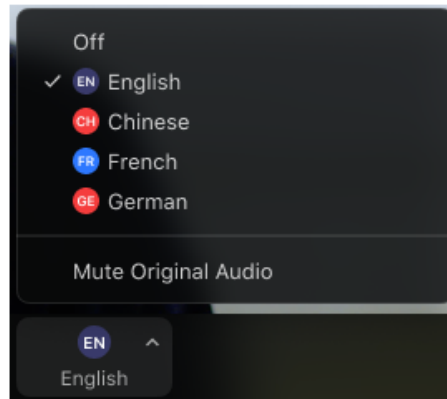 Off
EN English
CH Chinese
FR French
GE German
Mute Original Audio
EN
English